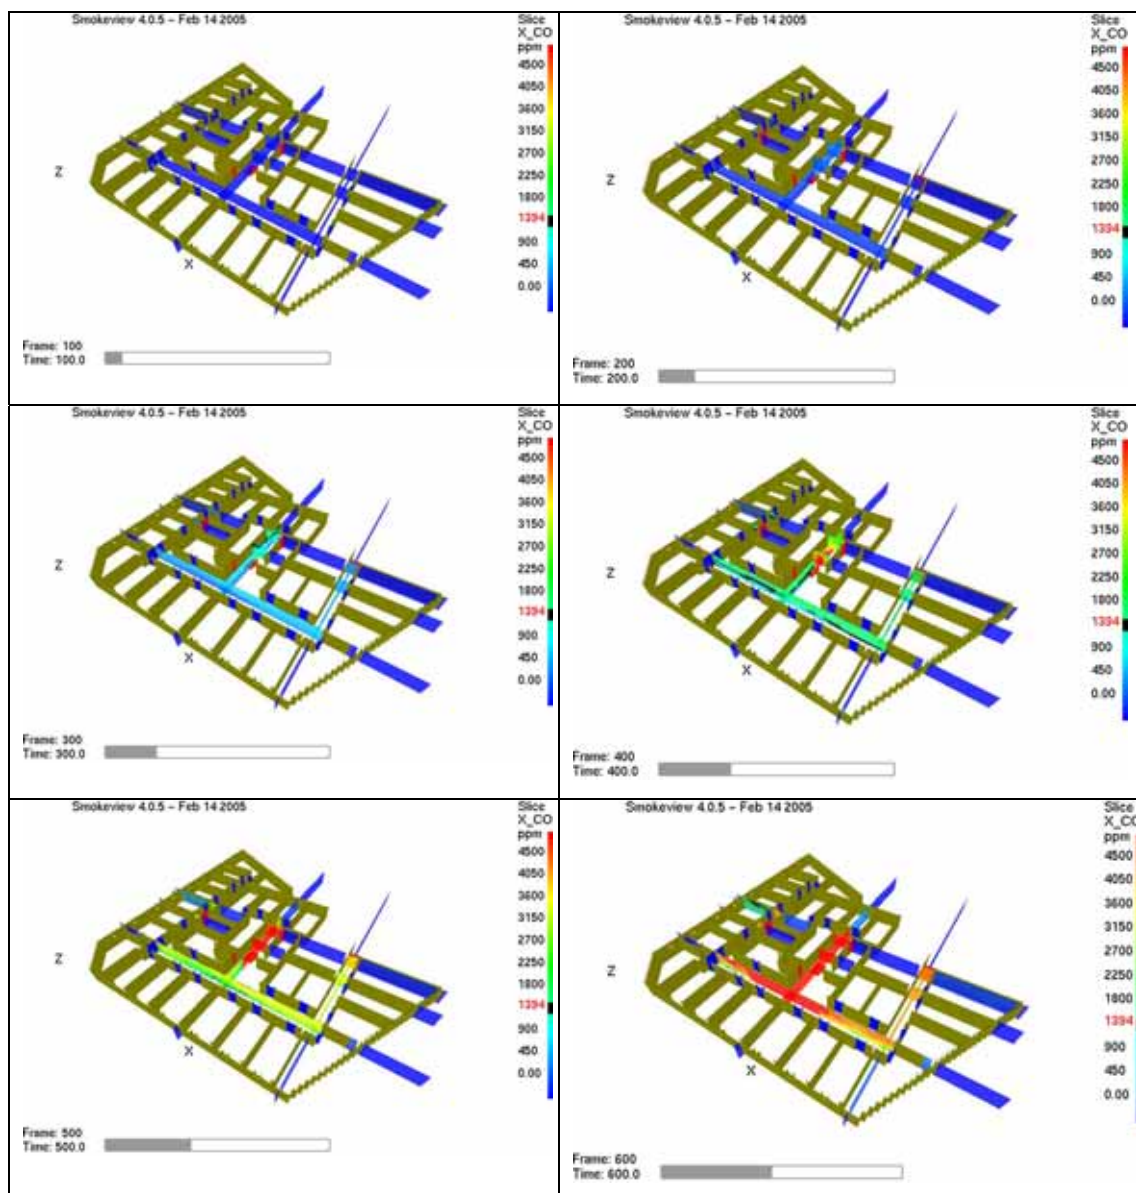 Smokeview 4.0.5 – Feb 14 2005
Slice
X_CO
ppm
4500
4050
3600
3150
2700
2250
1800
1394
900
450
0.00
Z
X
Frame: 100
Time: 100.0
Smokeview 4.0.5 – Feb 14 2005
Slice
X_CO
ppm
4500
4050
3600
3150
2700
2250
1800
1394
900
450
0.00
Z
X
Frame: 200
Time: 200.0
Smokeview 4.0.5 – Feb 14 2005
Slice
X_CO
ppm
4500
4050
3600
3150
2700
2250
1800
1394
900
450
0.00
Z
X
Frame: 300
Time: 300.0
Smokeview 4.0.5 – Feb 14 2005
Slice
X_CO
ppm
4500
4050
3600
3150
2700
2250
1800
1394
900
450
0.00
Z
X
Frame: 400
Time: 400.0
Smokeview 4.0.5 – Feb 14 2005
Slice
X_CO
ppm
4500
4050
3600
3150
2700
2250
1800
1394
900
450
0.00
Z
X
Frame: 500
Time: 500.0
Smokeview 4.0.5 – Feb 14 2005
Slice
X_CO
ppm
4500
4050
3600
3150
2700
2250
1800
1394
900
450
0.00
Z
X
Frame: 600
Time: 600.0